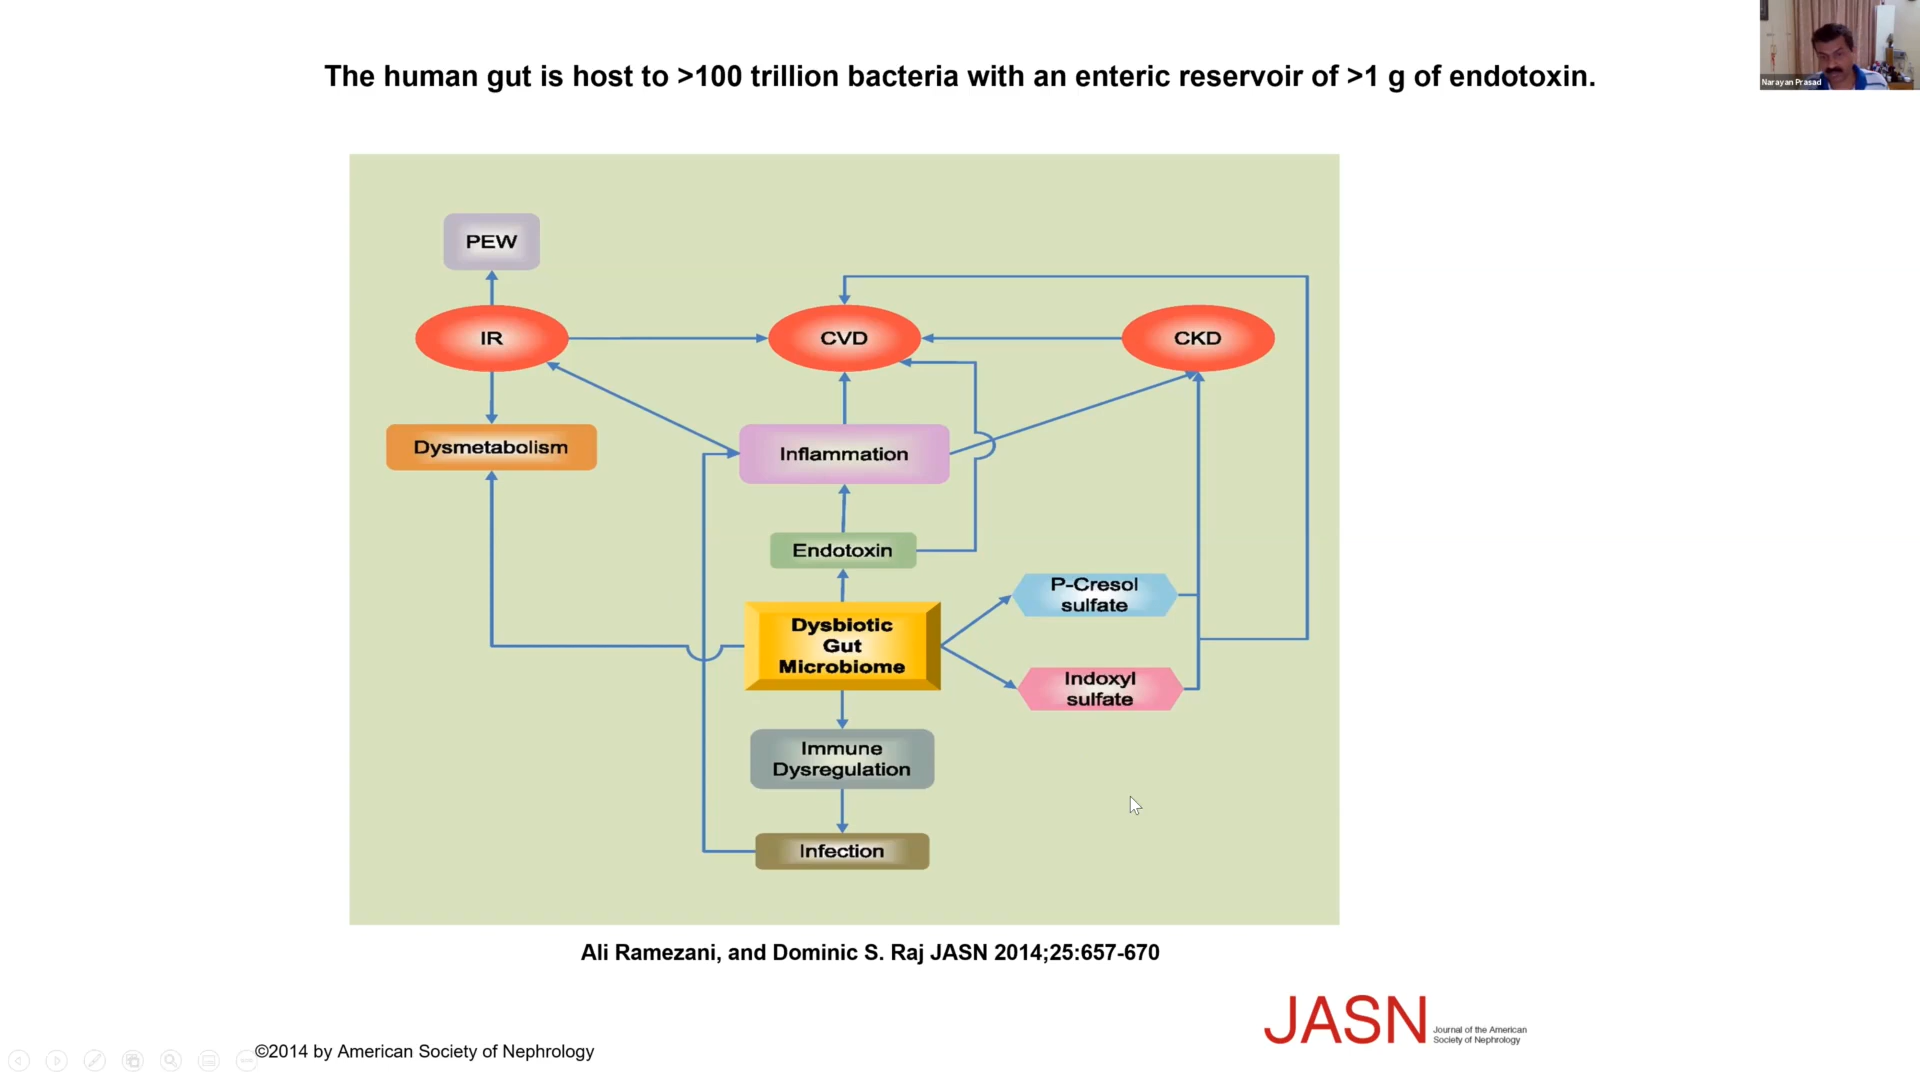 The human gut is host to >100 trillion bacteria with an enteric reservoir of >1 g of endotoxin.
Narayan Prasad
PEW
IR
CVD
CKD
Dysmetabolism
Inflammation
Endotoxin
P-Cresol
sulfate
Dysbiotic
Gut
Microbiome
Indoxyl
sulfate
Immune
Dysregulation
Infection
Ali Ramezani, and Dominic S. Raj JASN 2014;25:657-670
JASN
Journal of the American
Society of Nephrology
©2014 by American Society of Nephrology